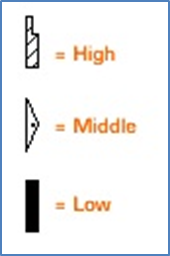 = High
= Middle
= Low